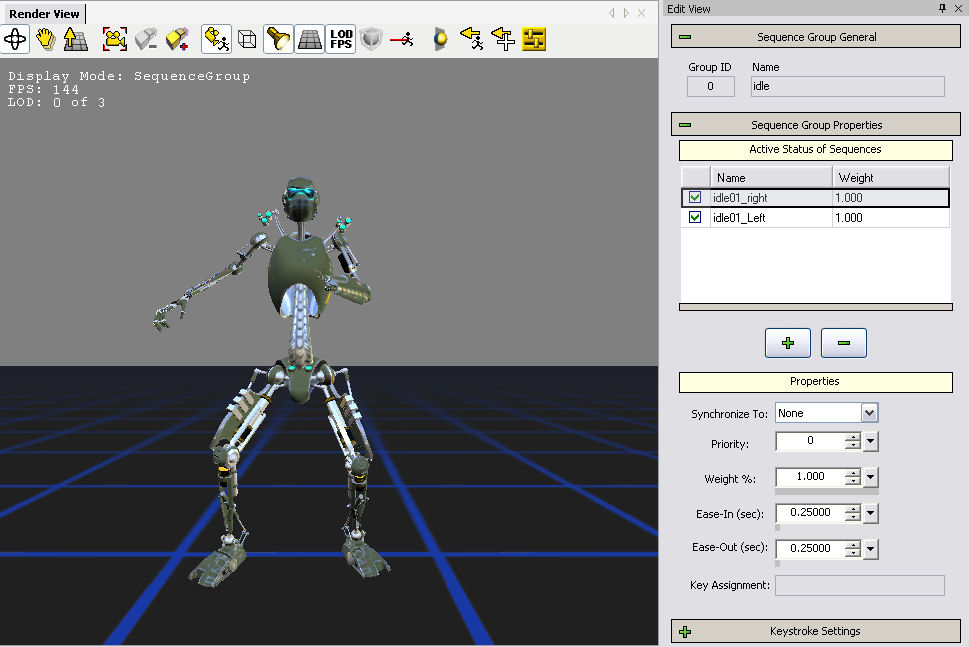 Render View
LOD
FPS
Display Mode: SequenceGroup
FPS: 144
LOD: 0 of 3
Edit View
Sequence Group General
Group ID Name
0 idle
Sequence Group Properties
Active Status of Sequences
Name Weight
idle01_right 1.000
idle01_Left 1.000
Properties
Synchronize To: None
Priority: 0
Weight %: 1.000
Ease-In (sec): 0.25000
Ease-Out (sec): 0.25000
Key Assignment:
Keystroke Settings